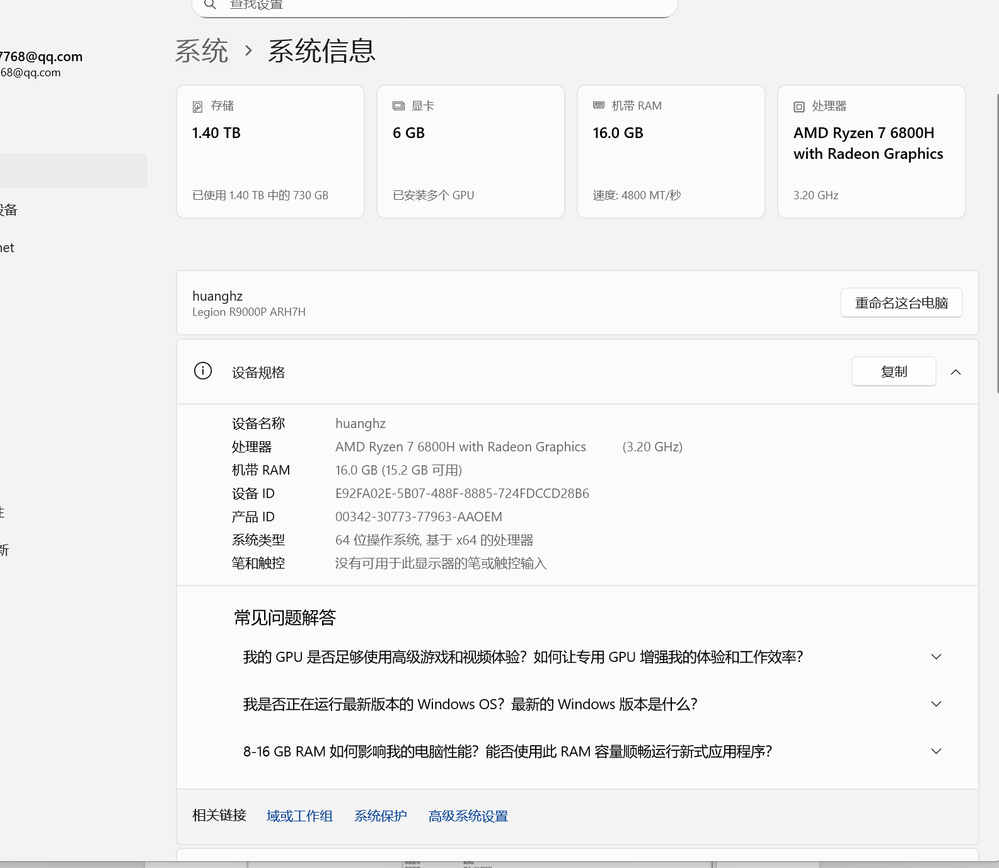 查找设置
7768@qq.com
68@qq.com
系统 › 系统信息
存储
1.40 TB
已使用 1.40 TB 中的 730 GB
显卡
6 GB
已安装多个 GPU
机带 RAM
16.0 GB
速度: 4800 MT/秒
处理器
AMD Ryzen 7 6800H
with Radeon Graphics
3.20 GHz
设备
net
新
huanghz
Legion R9000P ARH7H
重命名这台电脑
设备规格
复制
设备名称 huanghz
处理器 AMD Ryzen 7 6800H with Radeon Graphics (3.20 GHz)
机带 RAM 16.0 GB (15.2 GB 可用)
设备 ID E92FA02E-5B07-488F-8885-724FDCCD28B6
产品 ID 00342-30773-77963-AAOEM
系统类型 64 位操作系统, 基于 x64 的处理器
笔和触控 没有可用于此显示器的笔或触控输入
常见问题解答
我的 GPU 是否足够使用高级游戏和视频体验？如何让专用 GPU 增强我的体验和工作效率？
我是否正在运行最新版本的 Windows OS？最新的 Windows 版本是什么？
8-16 GB RAM 如何影响我的电脑性能？能否使用此 RAM 容量顺畅运行新式应用程序？
相关链接 域或工作组 系统保护 高级系统设置